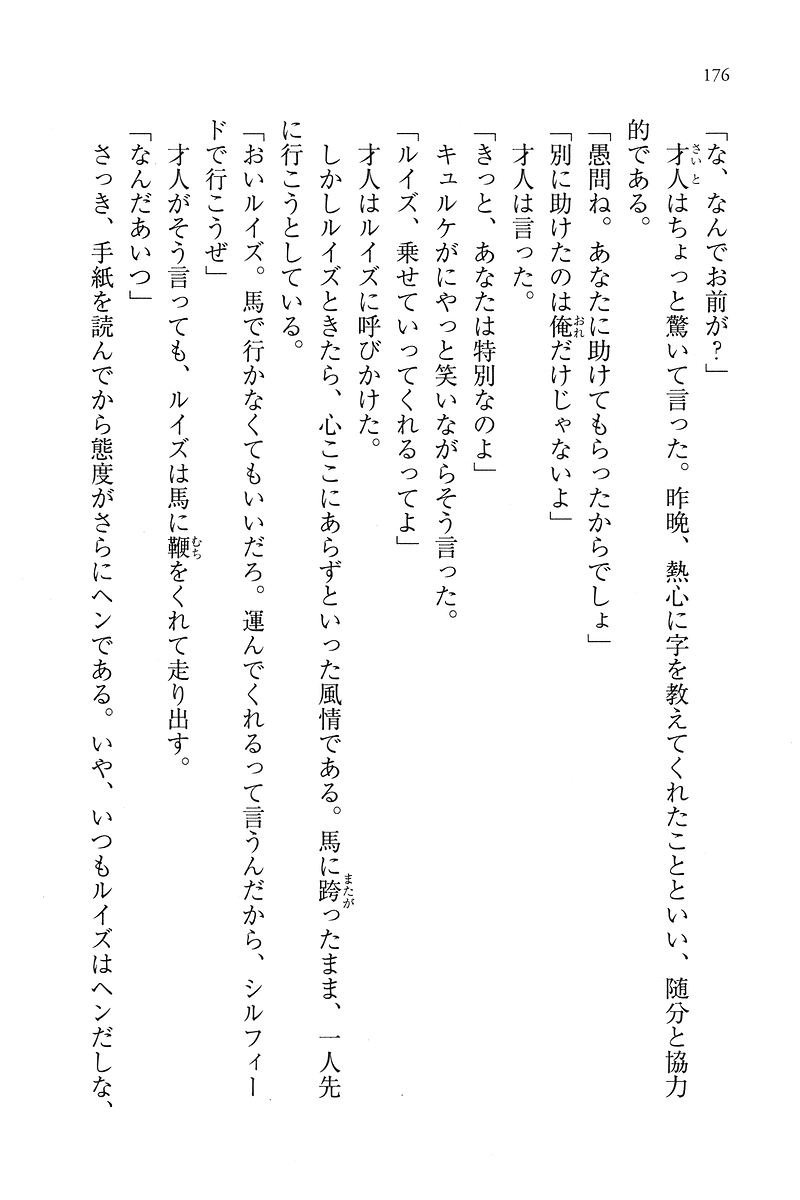 176
「な、なんでお前が？」
才人はちょっと驚いて言った。昨晩、熱心に字を教えてくれたことといい、随分と協力
的である。
「愚問ね。あなたに助けてもらったからでしょ」
「別に助けたのは俺だけじゃないよ」
才人は言った。
「きっと、あなたは特別なのよ」
キュルケがにやっと笑いながらそう言った。
「ルイズ、乗せていってくれるってよ」
才人はルイズに呼びかけた。
しかしルイズときたら、心ここにあらずといった風情である。馬に跨ったまま、一人先
に行こうとしている。
「おいルイズ。馬で行かなくてもいいだろ。運んでくれるって言うんだから、シルフィー
ドで行こうぜ」
才人がそう言っても、ルイズは馬に鞭をくれて走り出す。
「なんだあいつ」
さっき、手紙を読んでから態度がさらにヘンである。いや、いつもルイズはヘンだしな、